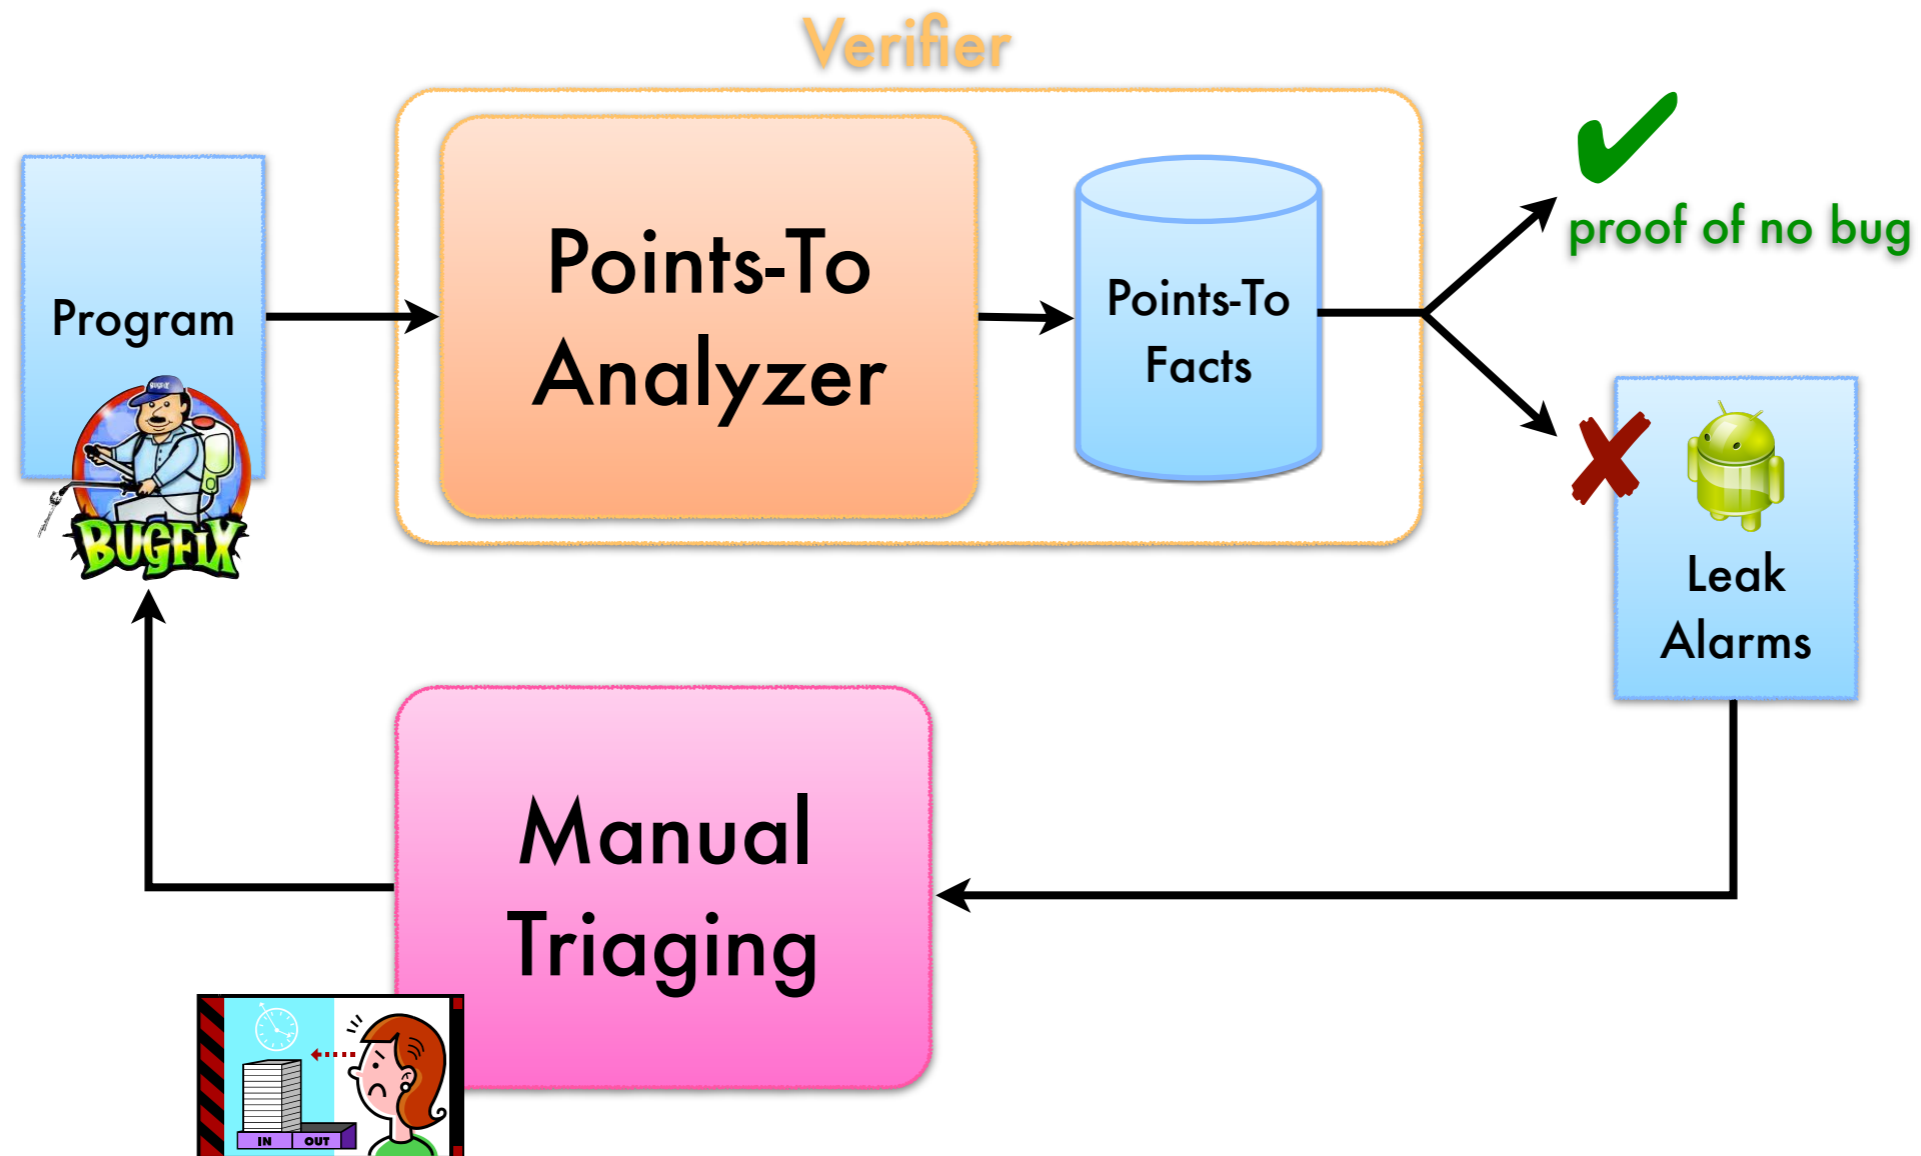 Verifier
Program
Points-To
Analyzer
Points-To
Facts
proof of no bug
BUGFIX
BUGFIX
Leak
Alarms
Manual
Triaging
IN
OUT